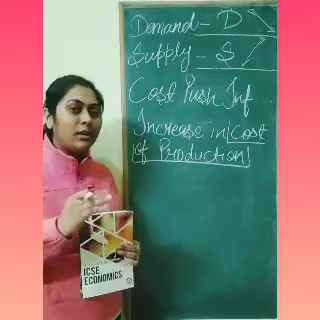 Demand - D
Supply - S
Cost Push Inf ...
Increase in Cost
of Production
ICSE
ECONOMICS